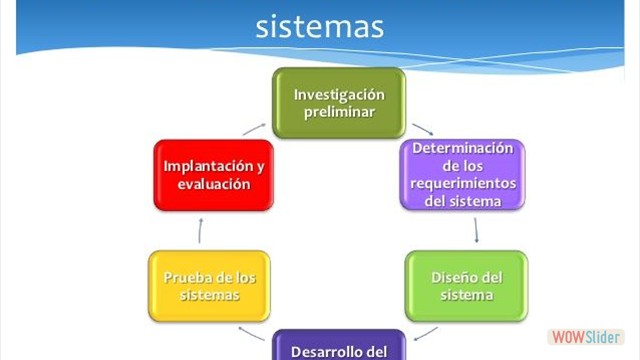 sistemas
Investigación
preliminar
Determinación
de los
requerimientos
del sistema
Diseño del
sistema
Desarrollo del
Prueba de los
sistemas
Implantación y
evaluación
WOWSlider